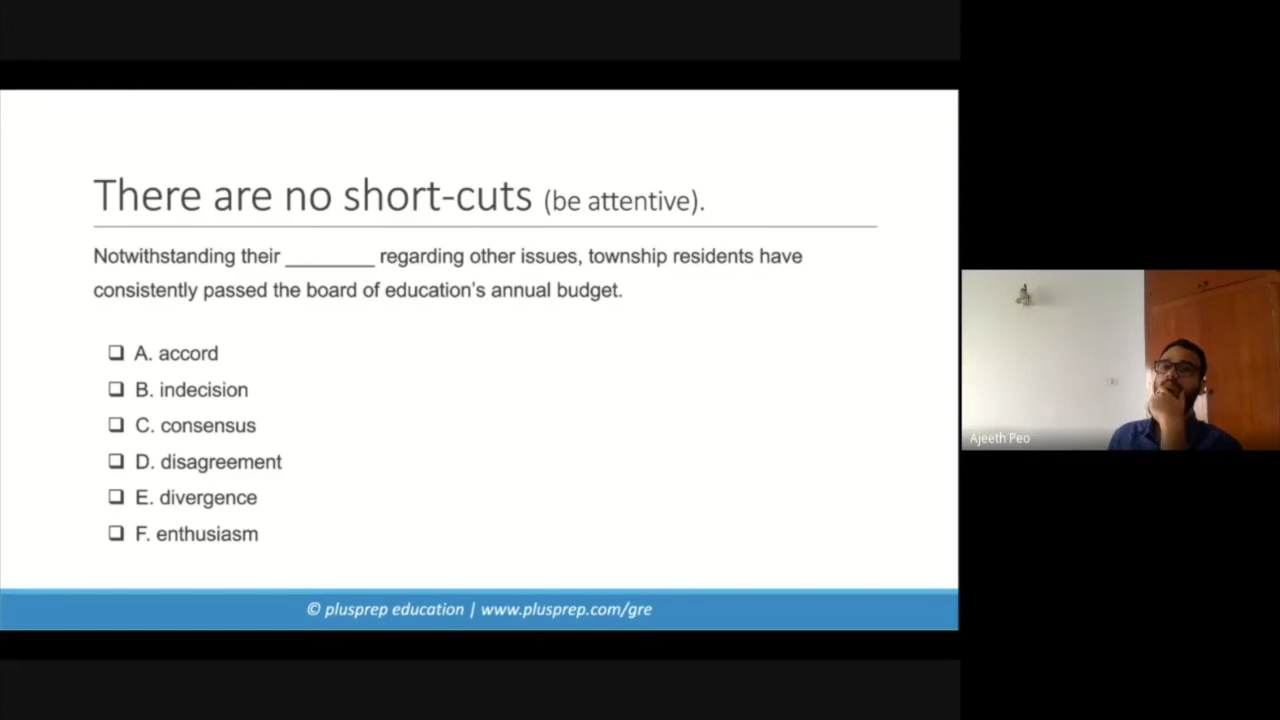 There are no short-cuts (be attentive).
Notwithstanding their ________ regarding other issues, township residents have
consistently passed the board of education's annual budget.
❑ A. accord
❑ B. indecision
❑ C. consensus
❑ D. disagreement
❑ E. divergence
❑ F. enthusiasm
© plusprep education | www.plusprep.com/gre
Ajeeth Peo